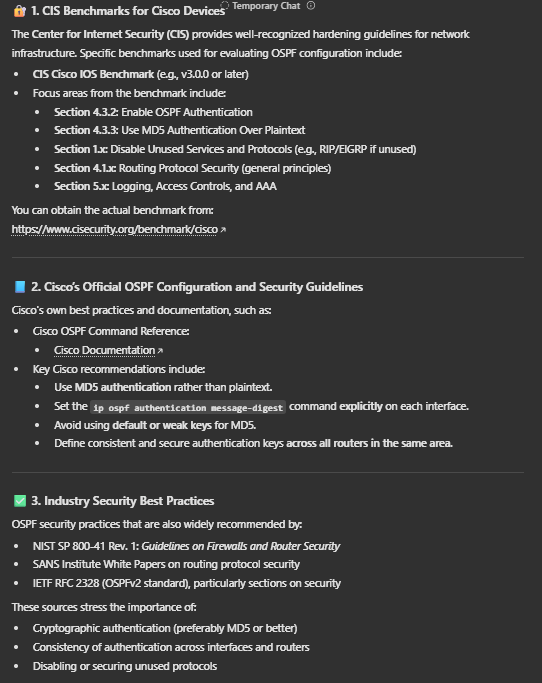 Temporary Chat
🔐 1. CIS Benchmarks for Cisco Devices
The Center for Internet Security (CIS) provides well-recognized hardening guidelines for network
infrastructure. Specific benchmarks used for evaluating OSPF configuration include:
• CIS Cisco IOS Benchmark (e.g., v3.0.0 or later)
• Focus areas from the benchmark include:
• Section 4.3.2: Enable OSPF Authentication
• Section 4.3.3: Use MD5 Authentication Over Plaintext
• Section 1.x: Disable Unused Services and Protocols (e.g., RIP/EIGRP if unused)
• Section 4.1.x: Routing Protocol Security (general principles)
• Section 5.x: Logging, Access Controls, and AAA
You can obtain the actual benchmark from:
https://www.cisecurity.org/benchmark/cisco ↗
📘 2. Cisco's Official OSPF Configuration and Security Guidelines
Cisco's own best practices and documentation, such as:
• Cisco OSPF Command Reference:
• Cisco Documentation ↗
• Key Cisco recommendations include:
• Use MD5 authentication rather than plaintext.
• Set the ip ospf authentication message-digest command explicitly on each interface.
• Avoid using default or weak keys for MD5.
• Define consistent and secure authentication keys across all routers in the same area.
✅ 3. Industry Security Best Practices
OSPF security practices that are also widely recommended by:
• NIST SP 800-41 Rev. 1: Guidelines on Firewalls and Router Security
• SANS Institute White Papers on routing protocol security
• IETF RFC 2328 (OSPFv2 standard), particularly sections on security
These sources stress the importance of:
• Cryptographic authentication (preferably MD5 or better)
• Consistency of authentication across interfaces and routers
• Disabling or securing unused protocols